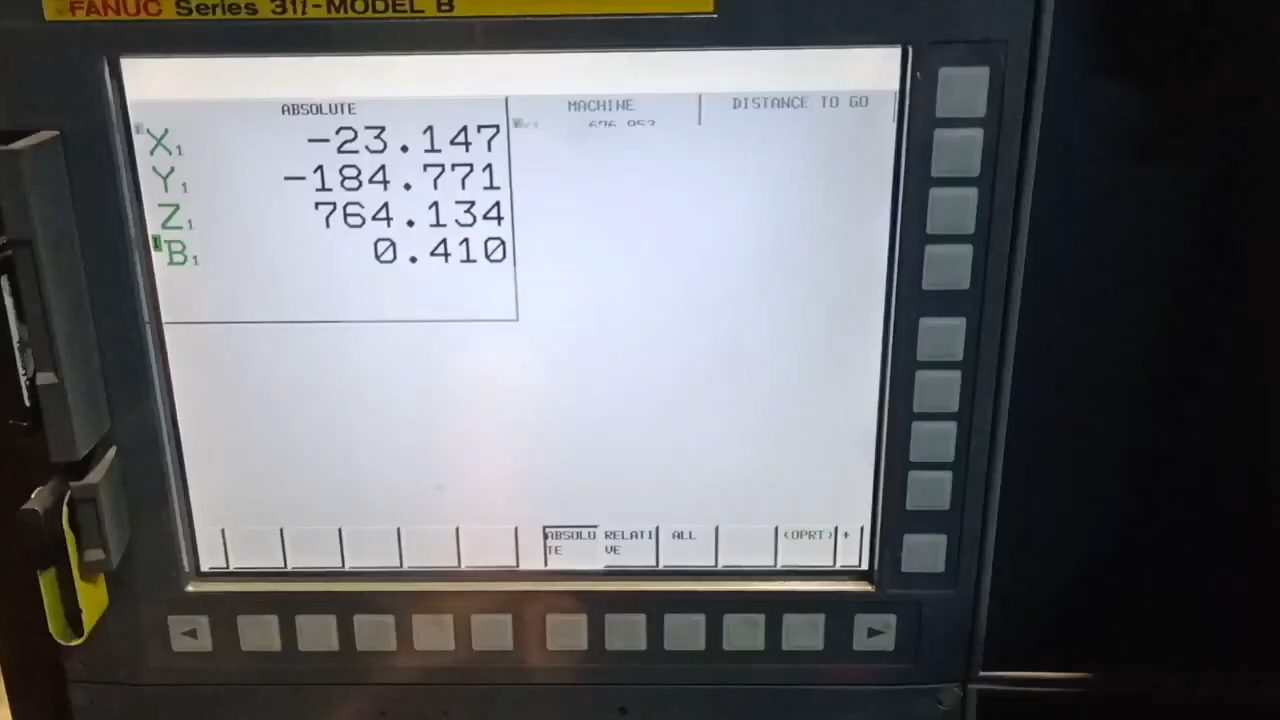 FANUC Series 31i-MODEL B
ABSOLUTE MACHINE DISTANCE TO GO
X1 -23.147
Y1 -184.771
Z1 764.134
B1 0.410
ABSOLUTE RELATIVE ALL (OPRT) +